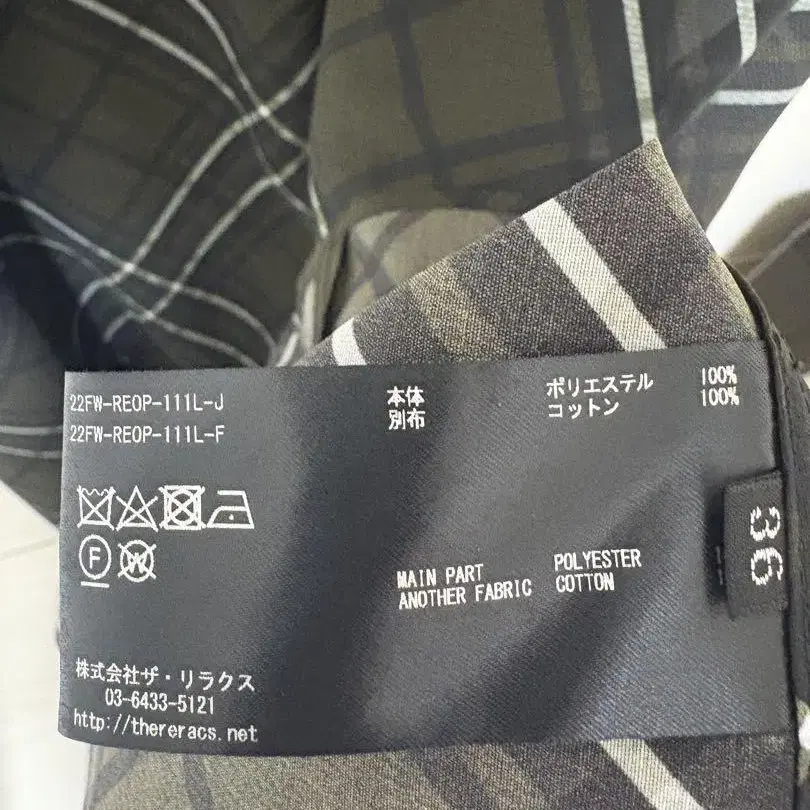 22FW-REOP-111L-J
22FW-REOP-111L-F
本体 ポリエステル 100%
別布 コットン 100%
F
W
MAIN PART POLYESTER
ANOTHER FABRIC COTTON
36
株式会社ザ・リラクス
03-6433-5121
http://thereracs.net